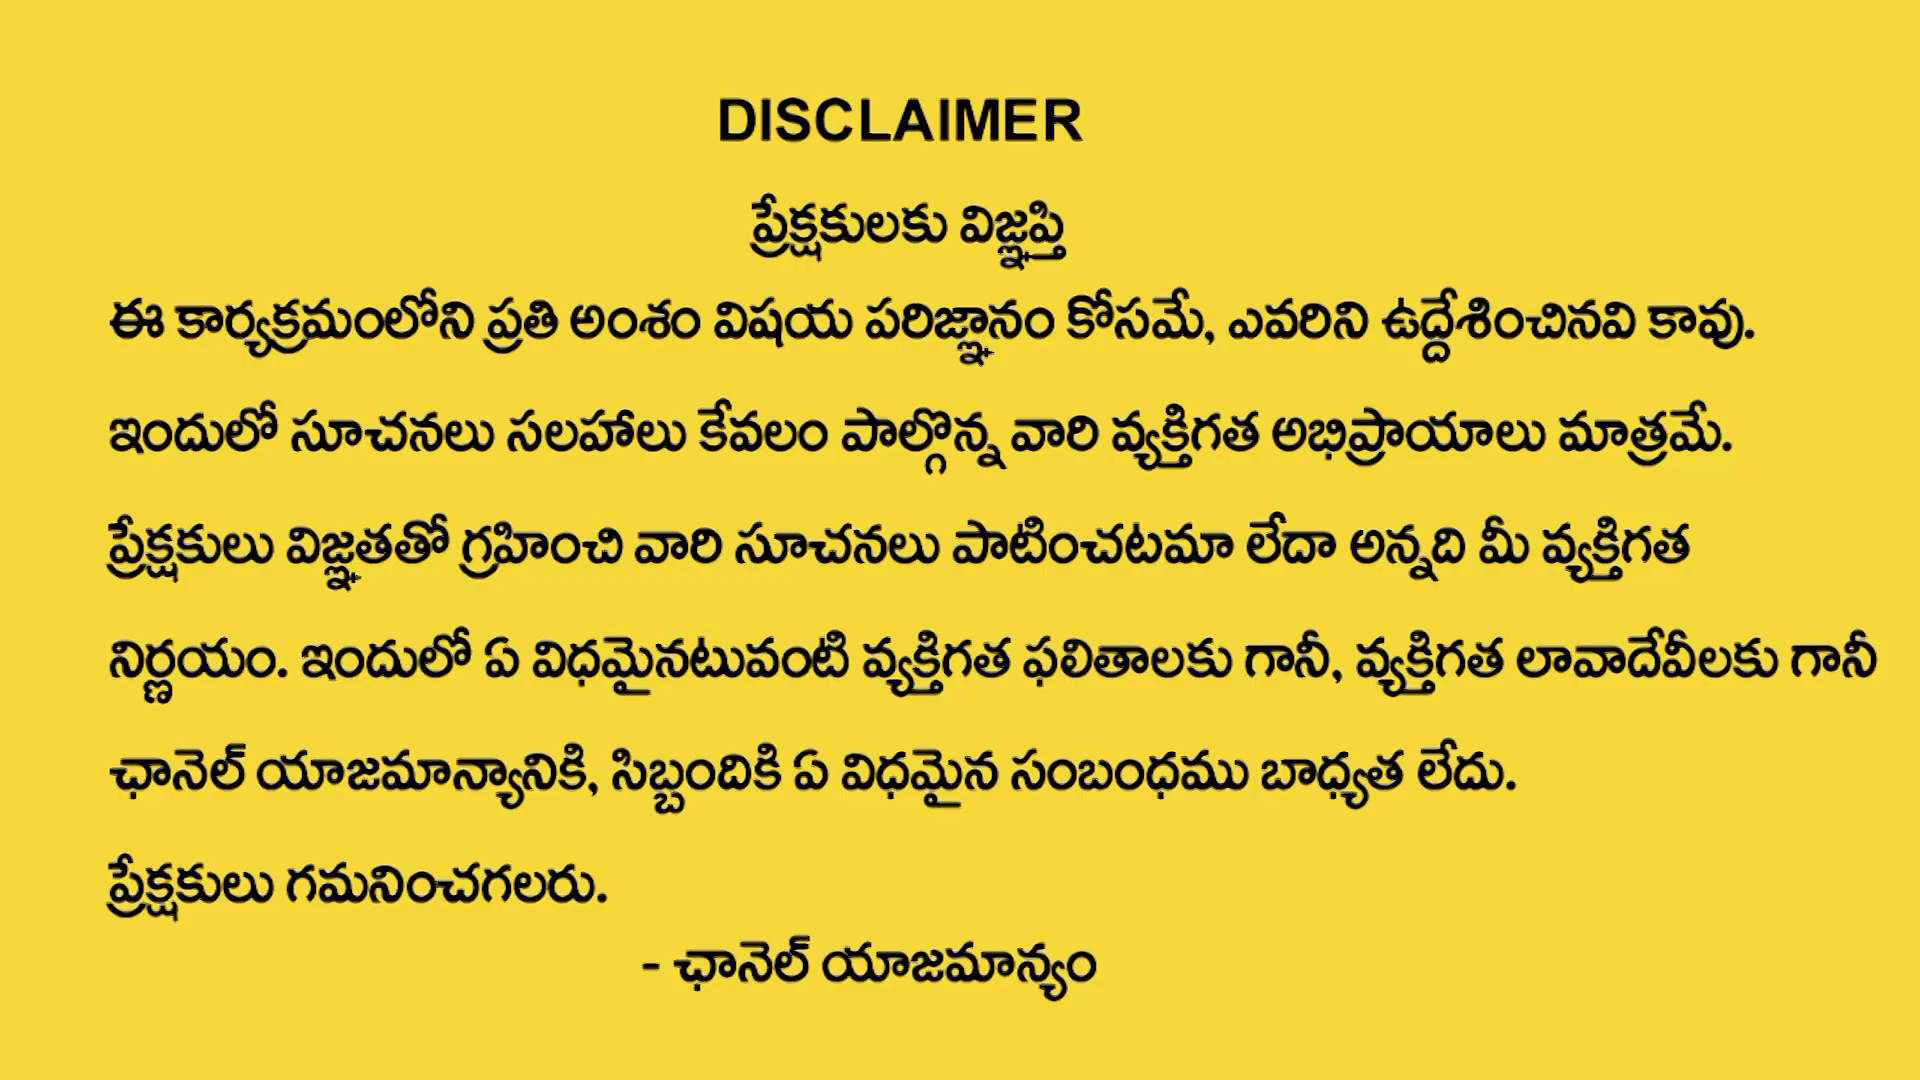 DISCLAIMER
ప్రేక్షకులకు విజ్ఞప్తి
ఈ కార్యక్రమంలోని ప్రతి అంశం విషయ పరిజ్ఞానం కోసమే, ఎవరిని ఉద్దేశించినవి కావు.
ఇందులో సూచనలు సలహాలు కేవలం పాల్గొన్న వారి వ్యక్తిగత అభిప్రాయాలు మాత్రమే.
ప్రేక్షకులు విజ్ఞతతో గ్రహించి వారి సూచనలు పాటించటమా లేదా అన్నది మీ వ్యక్తిగత
నిర్ణయం. ఇందులో ఏ విధమైనటువంటి వ్యక్తిగత ఫలితాలకు గానీ, వ్యక్తిగత లావాదేవీలకు గానీ
ఛానెల్ యాజమాన్యానికి, సిబ్బందికి ఏ విధమైన సంబంధము బాధ్యత లేదు.
ప్రేక్షకులు గమనించగలరు.
- ఛానెల్ యాజమాన్యం